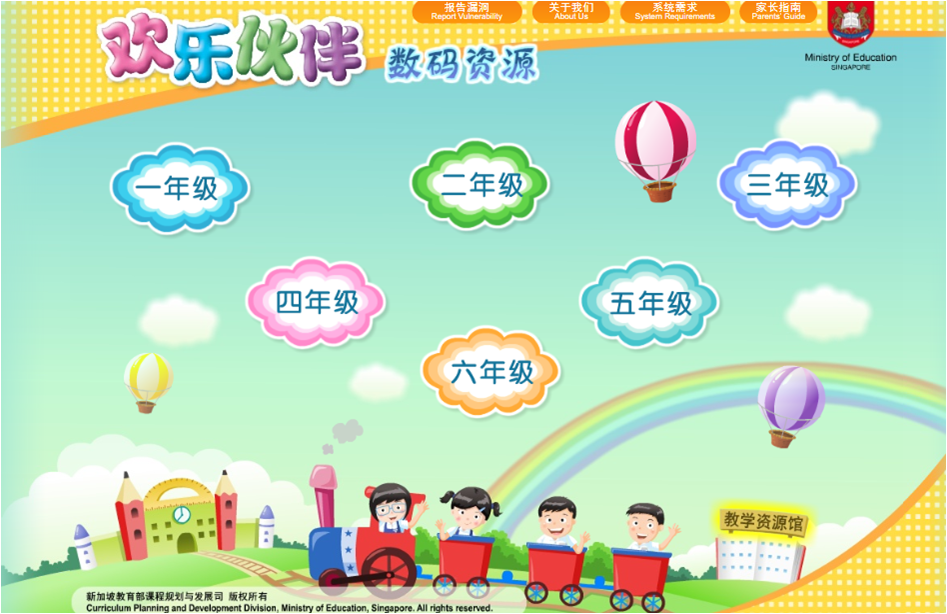 报告漏洞
Report Vulnerability
关于我们
About Us
系统需求
System Requirements
家长指南
Parents' Guide
欢乐伙伴
数码资源
Ministry of Education
SINGAPORE
一年级
二年级
三年级
四年级
五年级
六年级
教学资源馆
新加坡教育部课程规划与发展司 版权所有
Curriculum Planning and Development Division, Ministry of Education, Singapore. All rights reserved.